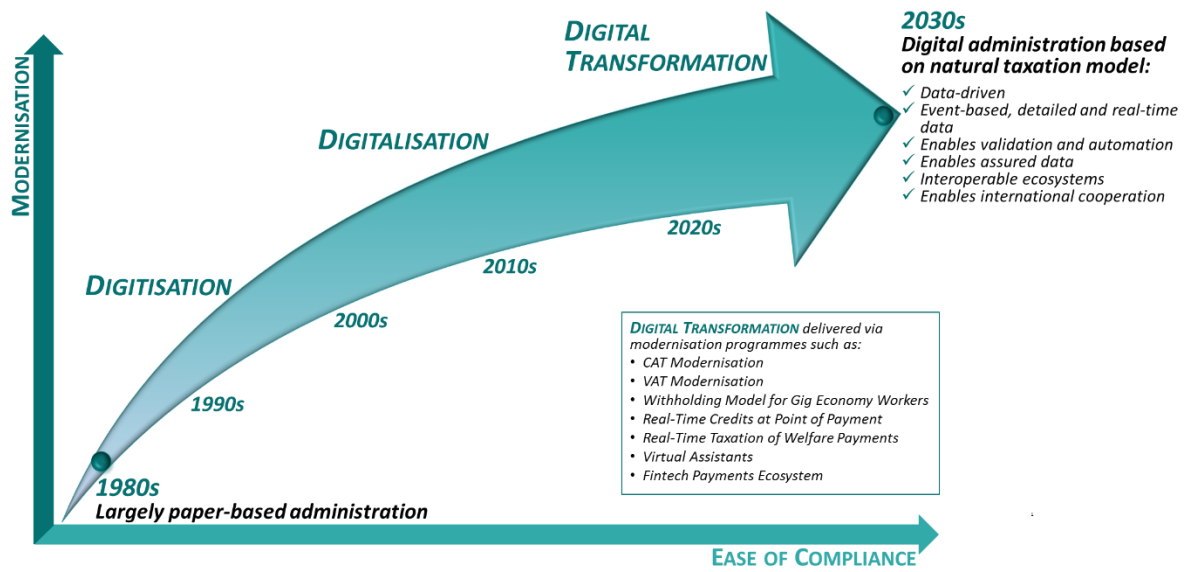 MODERNISATION
DIGITISATION
DIGITALISATION
DIGITAL
TRANSFORMATION
1980s
Largely paper-based administration
1990s
2000s
2010s
2020s
2030s
Digital administration based
on natural taxation model:
✓ Data-driven
✓ Event-based, detailed and real-time
data
✓ Enables validation and automation
✓ Enables assured data
✓ Interoperable ecosystems
✓ Enables international cooperation
DIGITAL TRANSFORMATION delivered via
modernisation programmes such as:
• CAT Modernisation
• VAT Modernisation
• Withholding Model for Gig Economy Workers
• Real-Time Credits at Point of Payment
• Real-Time Taxation of Welfare Payments
• Virtual Assistants
• Fintech Payments Ecosystem
EASE OF COMPLIANCE